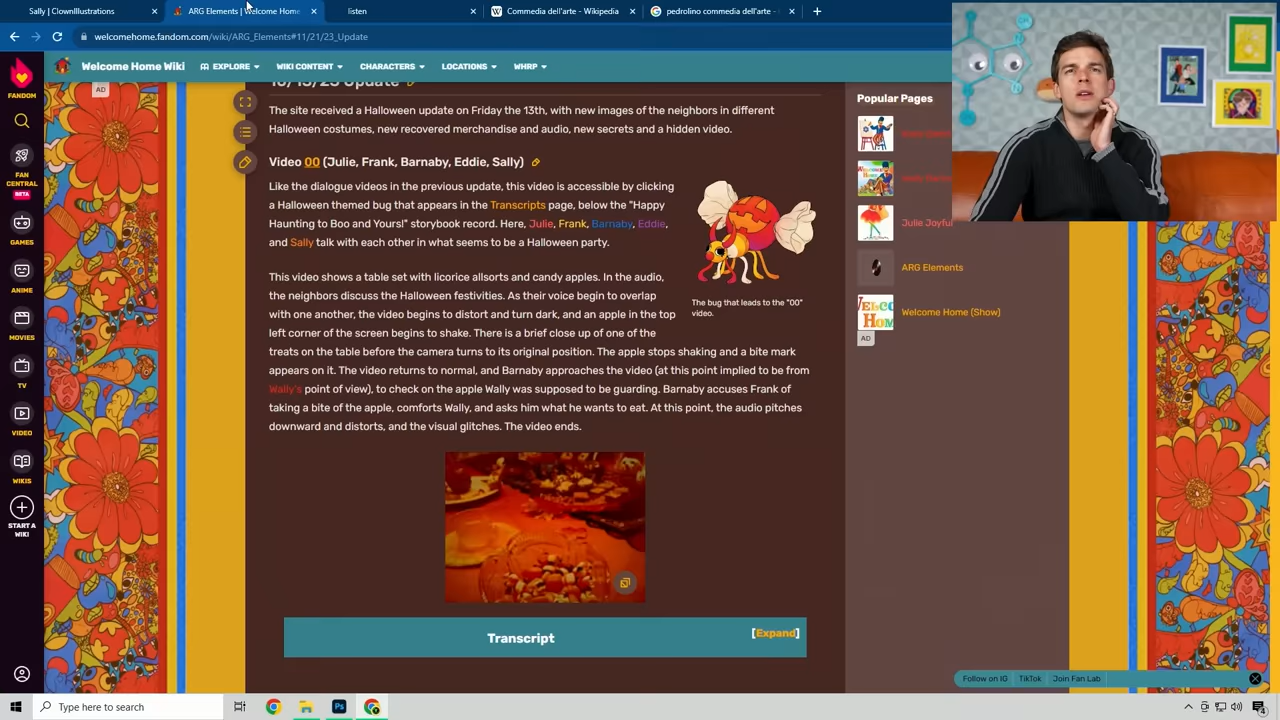 Sally | (Illustrations
ARG Elements | Welcome Home
listen
Commedia dell'arte - Wikipedia
pedrolino commedia dell'arte -
welcomehome.fandom.com/wiki/ARG_Elements#11/21/23_Update
Welcome Home Wiki
EXPLORE
WIKI CONTENT
CHARACTERS
LOCATIONS
WHRP
FANDOM
FAN
CENTRAL
BETA
GAMES
ANIME
MOVIES
TV
VIDEO
WIKIS
START A
WIKI
AD
10/13/23 Update
The site received a Halloween update on Friday the 13th, with new images of the neighbors in different
Halloween costumes, new recovered merchandise and audio, new secrets and a hidden video.
Video 00 (Julie, Frank, Barnaby, Eddie, Sally)
Like the dialogue videos in the previous update, this video is accessible by clicking
a Halloween themed bug that appears in the Transcripts page, below the "Happy
Haunting to Boo and Yours!" storybook record. Here, Julie, Frank, Barnaby, Eddie,
and Sally talk with each other in what seems to be a Halloween party.
This video shows a table set with licorice allsorts and candy apples. In the audio,
the neighbors discuss the Halloween festivities. As their voice begin to overlap
with one another, the video begins to distort and turn dark, and an apple in the top
left corner of the screen begins to shake. There is a brief close up of one of the
treats on the table before the camera turns to its original position. The apple stops shaking and a bite mark
appears on it. The video returns to normal, and Barnaby approaches the video (at this point implied to be from
Wally's point of view), to check on the apple Wally was supposed to be guarding. Barnaby accuses Frank of
taking a bite of the apple, comforts Wally, and asks him what he wants to eat. At this point, the audio pitches
downward and distorts, and the visual glitches. The video ends.
The bug that leads to the "00"
video.
Transcript
[Expand]
Popular Pages
Julie Joyful
ARG Elements
WELCO
HOM
Welcome Home (Show)
AD
Follow on IG
TikTok
Join Fan Lab
Type here to search
4